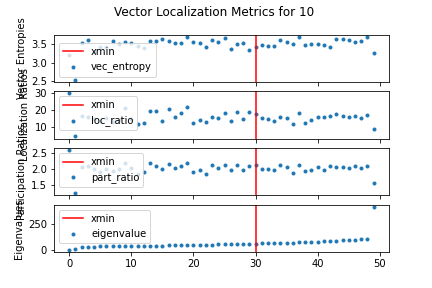 Vector Localization Metrics for 10
Vector Entropies
3.5
3.0
2.5
xmin
vec_entropy
Localization Ratios
30
20
10
xmin
loc_ratio
Participation Ratios
2.5
2.0
1.5
xmin
part_ratio
Eigenvalues
250
0
xmin
eigenvalue
0 10 20 30 40 50